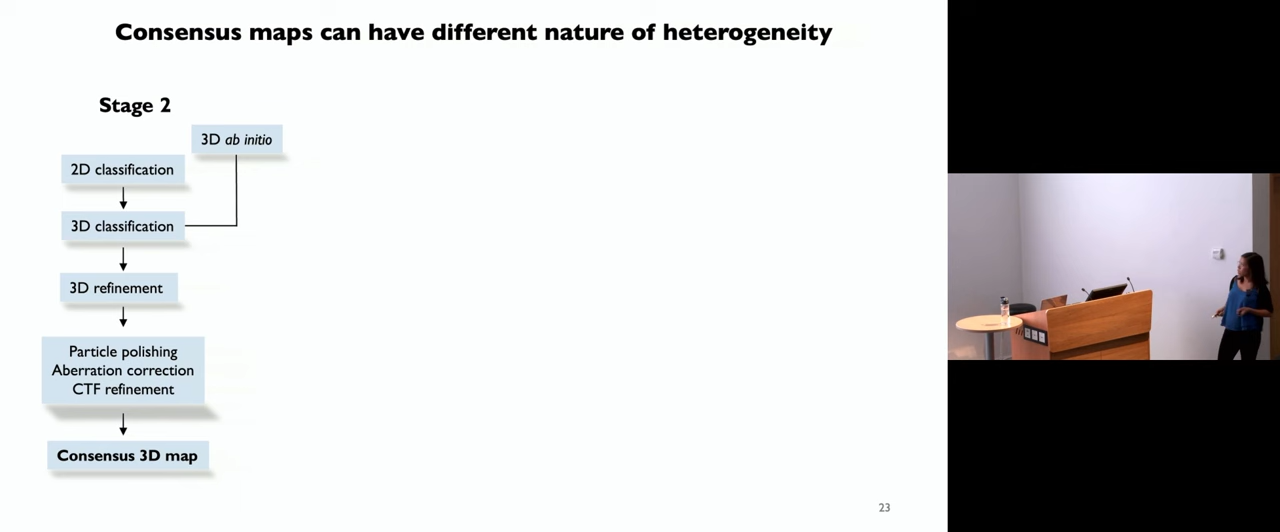 Consensus maps can have different nature of heterogeneity
Stage 2
3D ab initio
2D classification
3D classification
3D refinement
Particle polishing
Aberration correction
CTF refinement
Consensus 3D map
23